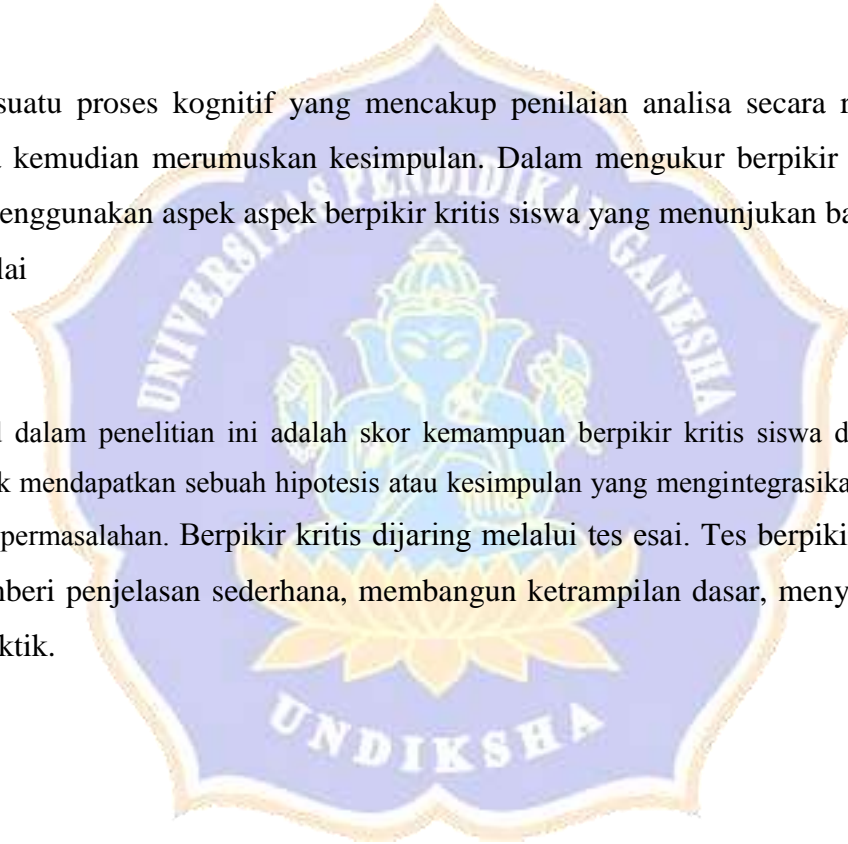 suatu proses kognitif yang mencakup penilaian analisa secara
kemudian merumuskan kesimpulan. Dalam mengukur berpikir
enggunakan aspek aspek berpikir kritis siswa yang menunjukan ba
lai
dalam penelitian ini adalah skor kemampuan berpikir kritis siswa d
k mendapatkan sebuah hipotesis atau kesimpulan yang mengintegrasika
permasalahan. Berpikir kritis dijaring melalui tes esai. Tes berpiki
nberi penjelasan sederhana, membangun ketrampilan dasar, meny
ktik.
UNIVERSITAS PENDIDIKAN GANESHA
UNDIKSHA